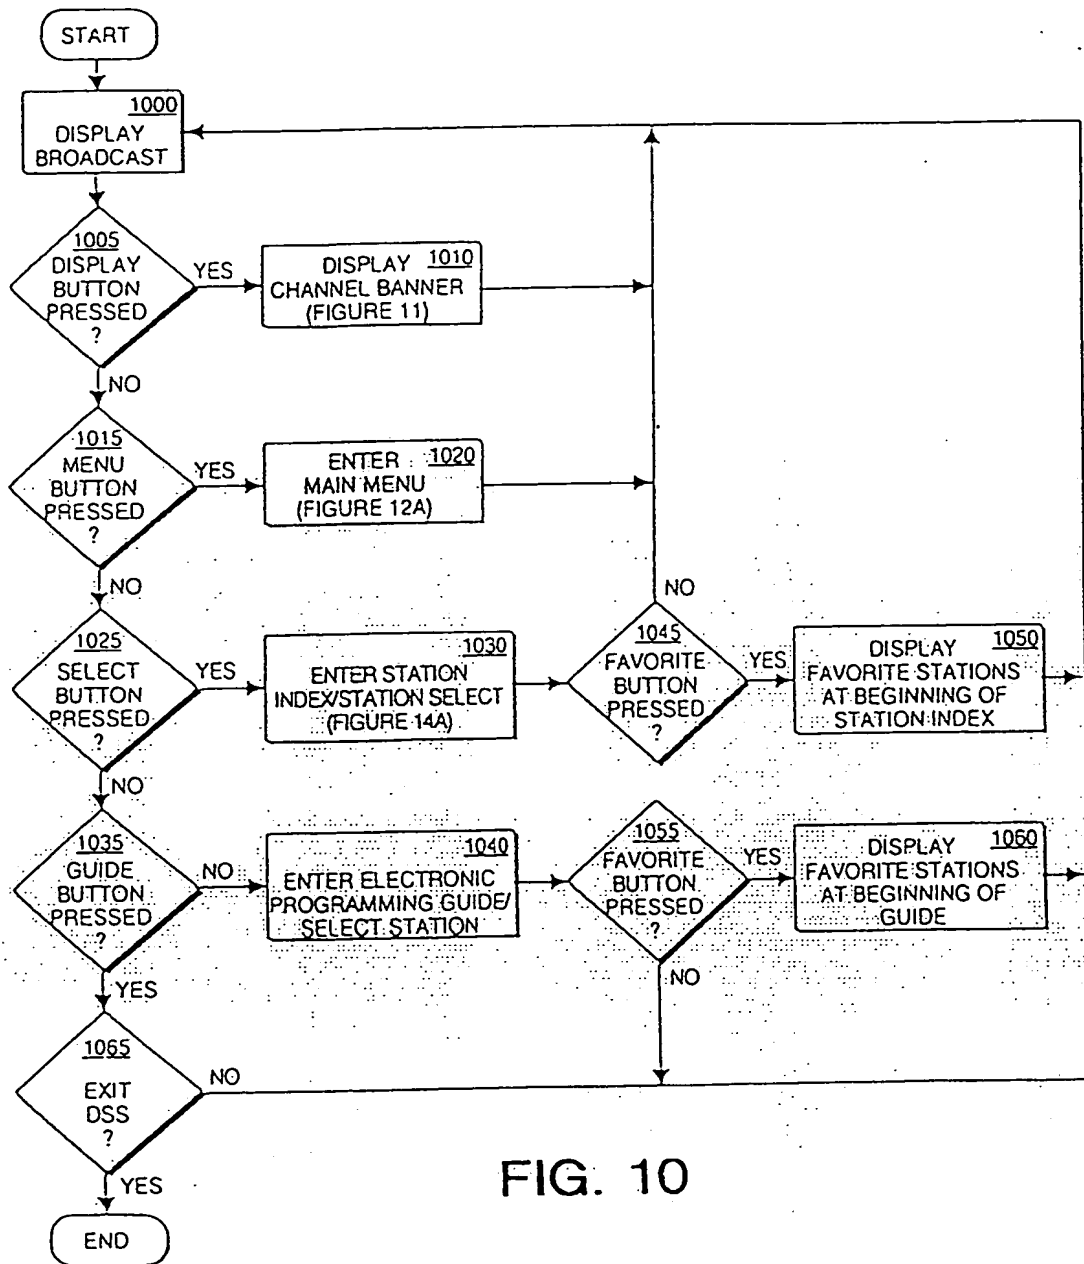 START
1000
DISPLAY
BROADCAST
1005
DISPLAY
BUTTON
PRESSED
?
YES
DISPLAY 1010
CHANNEL BANNER
(FIGURE 11)
NO
1015
MENU
BUTTON
PRESSED
?
YES
ENTER 1020
MAIN MENU
(FIGURE 12A)
NO
1025
SELECT
BUTTON
PRESSED
?
YES
1030
ENTER STATION
INDEX/STATION SELECT
(FIGURE 14A)
NO
1045
FAVORITE
BUTTON
PRESSED
?
YES
DISPLAY 1050
FAVORITE STATIONS
AT BEGINNING OF
STATION INDEX
NO
1035
GUIDE
BUTTON
PRESSED
?
NO
1040
ENTER ELECTRONIC
PROGRAMMING GUIDE/
SELECT STATION
1055
FAVORITE
BUTTON
PRESSED
?
YES
DISPLAY 1060
FAVORITE STATIONS
AT BEGINNING OF
GUIDE
NO
YES
1065
EXIT
DSS
?
NO
YES
END
FIG. 10